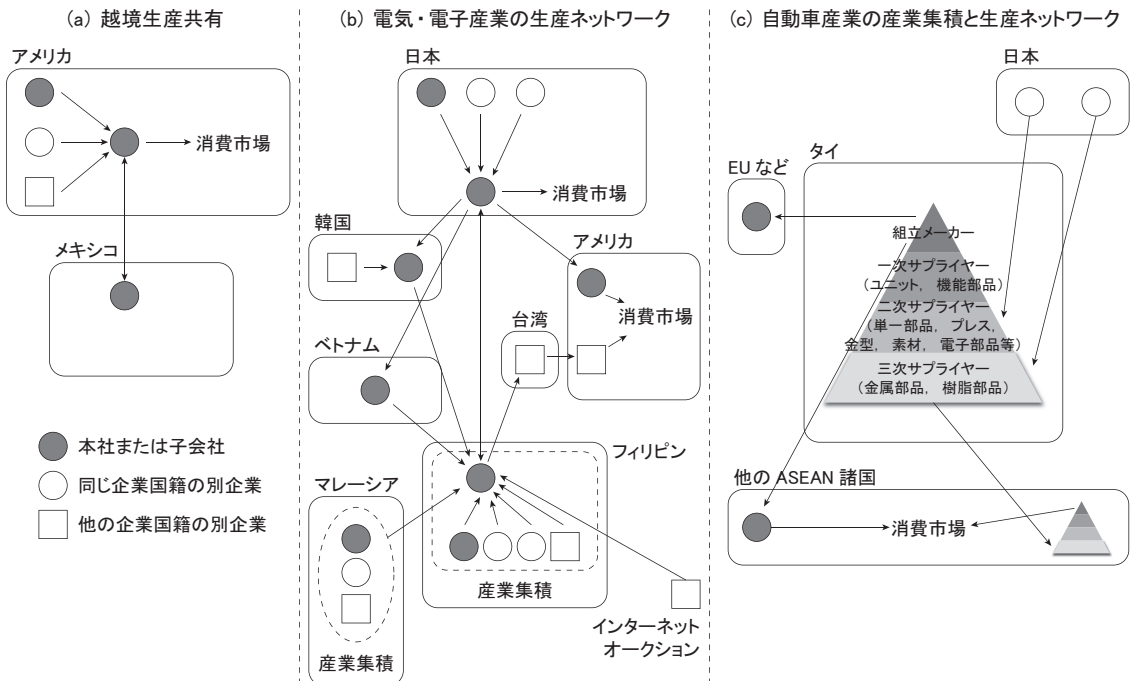 (a) 越境生産共有
アメリカ
消費市場
メキシコ
本社または子会社
同じ企業国籍の別企業
他の企業国籍の別企業
(b) 電気・電子産業の生産ネットワーク
日本
消費市場
韓国
アメリカ
消費市場
台湾
ベトナム
フィリピン
マレーシア
産業集積
産業集積
インターネット
オークション
(c) 自動車産業の産業集積と生産ネットワーク
日本
タイ
EUなど
組立メーカー
一次サプライヤー
(ユニット, 機能部品)
二次サプライヤー
(単一部品, プレス,
金型, 素材, 電子部品等)
三次サプライヤー
(金属部品, 樹脂部品)
他のASEAN諸国
消費市場